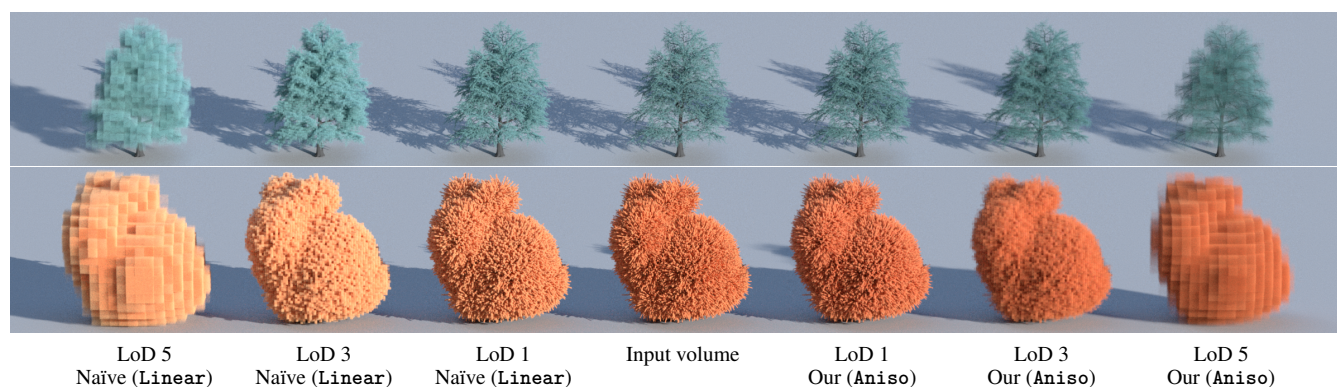 LoD 5 LoD 3 LoD 1 Input volume LoD 1 LoD 3 LoD 5
Naïve (Linear) Naïve (Linear) Naïve (Linear) Our (Aniso) Our (Aniso) Our (Aniso)